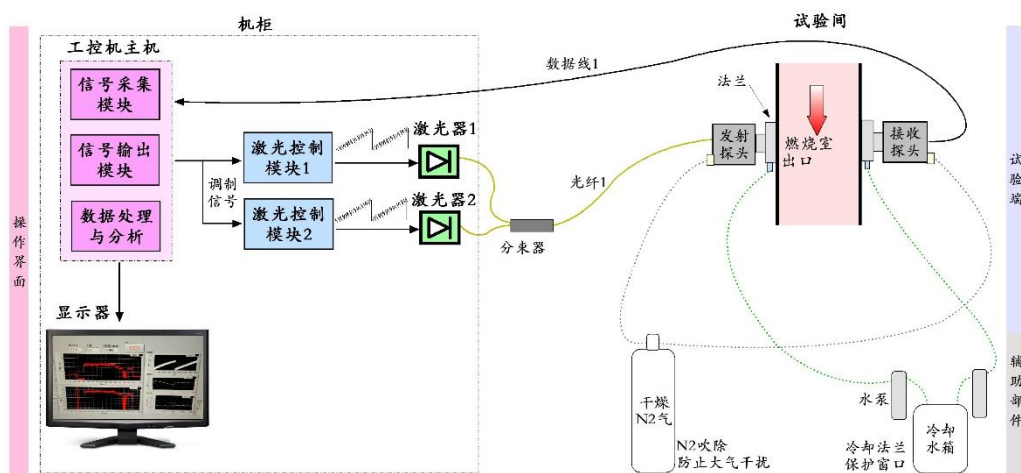 机柜
试验间
工控机主机
信号采集
模块
信号输出
模块
数据处理
与分析
调制
信号
激光控制
模块1
激光控制
模块2
激光器1
激光器2
分束器
光纤1
数据线1
法兰
发射
探头
燃烧室
出口
接收
探头
操作界面
试验端
辅助部件
显示器
干燥
N2气
N2吹除
防止大气干扰
水泵
冷却
水箱
冷却法兰
保护窗口